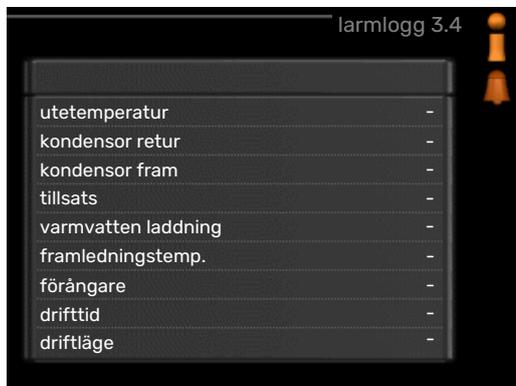 larmlogg 3.4
utetemperatur -
kondensor retur -
kondensor fram -
tillsats -
varmvatten laddning -
framledningstemp. -
förångare -
drifttid -
driftläge -